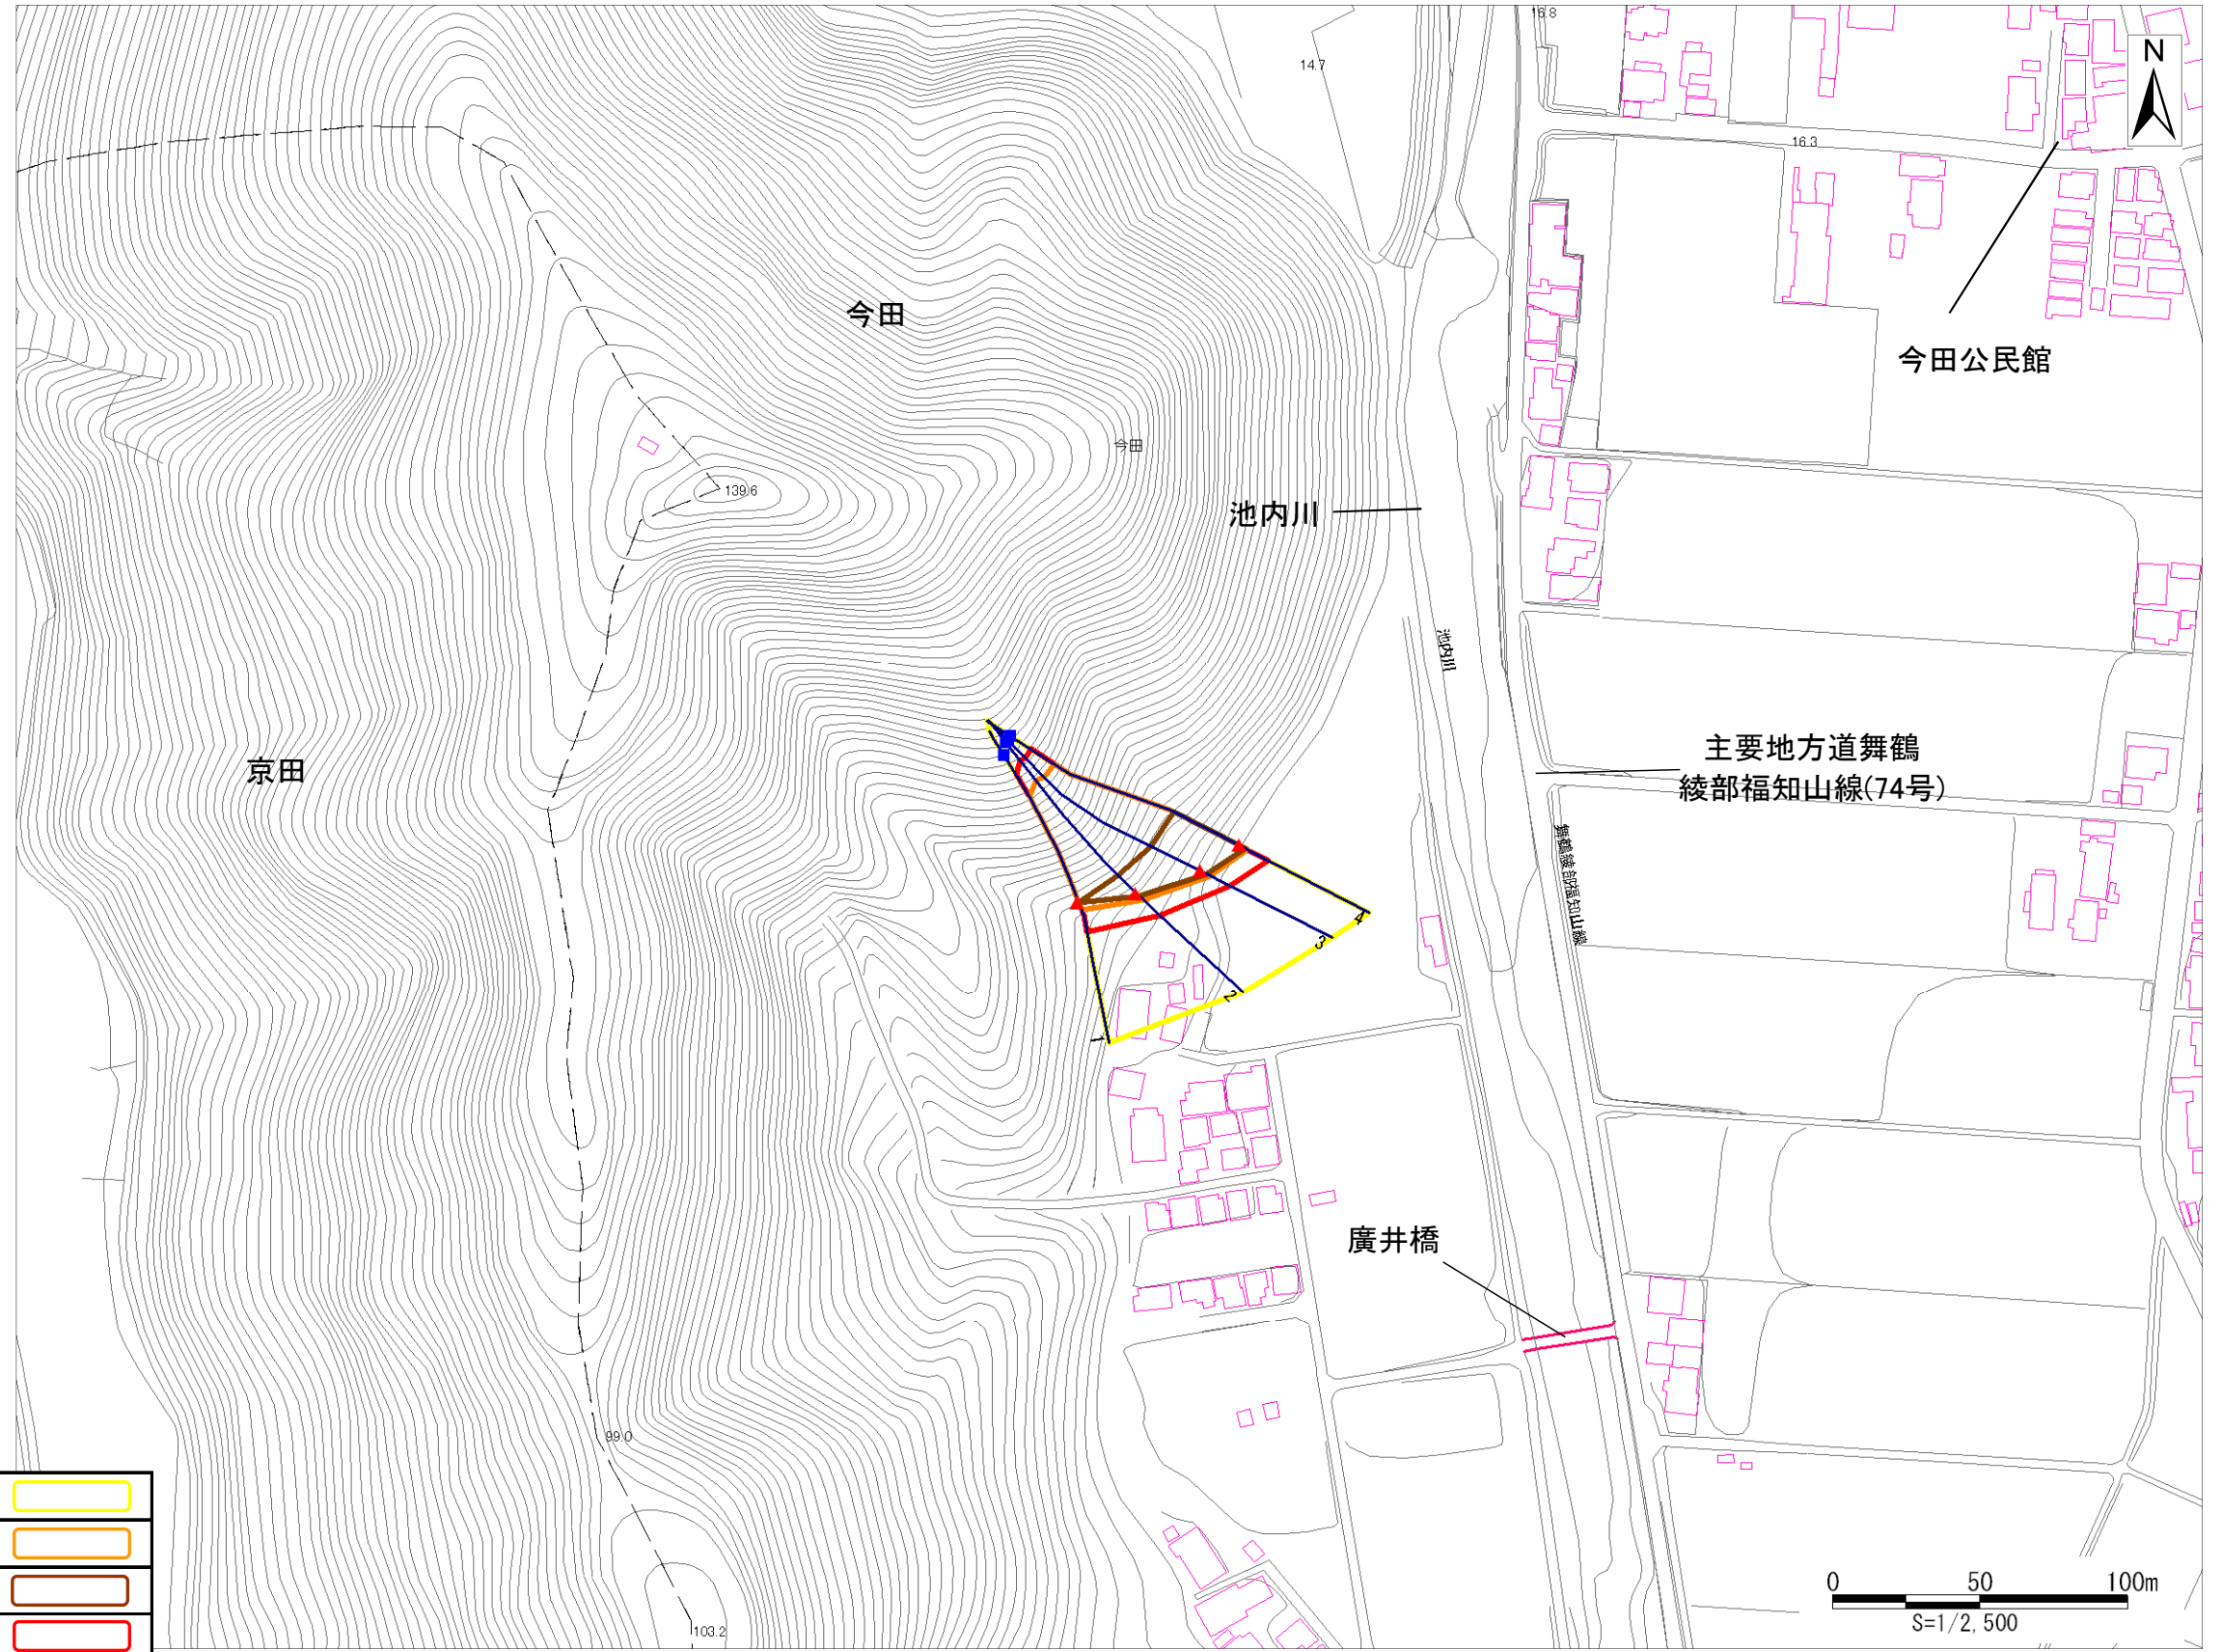 16.8
14.7
N
16.3
今田
今田公民館
今田
139.6
池内川
池内川
主要地方道舞鶴
綾部福知山線(74号)
京田
舞鶴綾部福知山線
4
3
2
1
廣井橋
99.0
103.2
0 50 100m
S=1/2,500